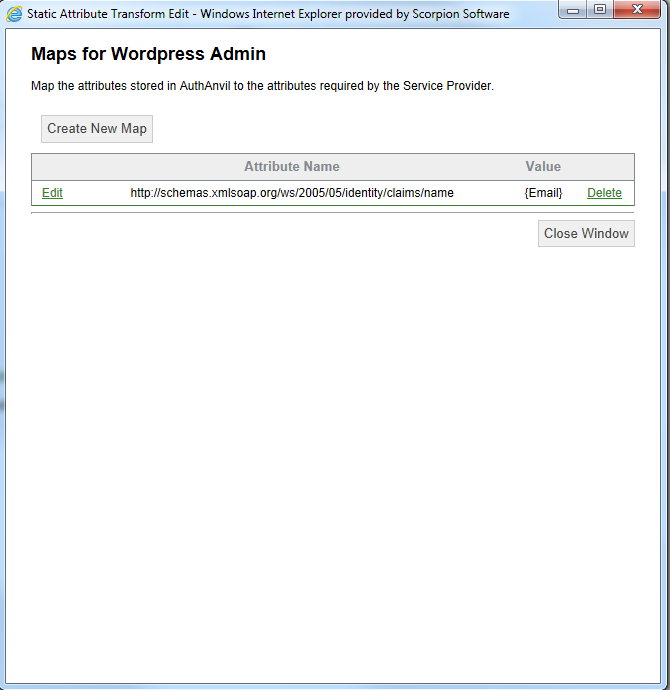 Static Attribute Transform Edit - Windows Internet Explorer provided by Scorpion Software
Maps for Wordpress Admin
Map the attributes stored in AuthAnvil to the attributes required by the Service Provider.
Create New Map
Attribute Name Value
Edit http://schemas.xmlsoap.org/ws/2005/05/identity/claims/name {Email} Delete
Close Window